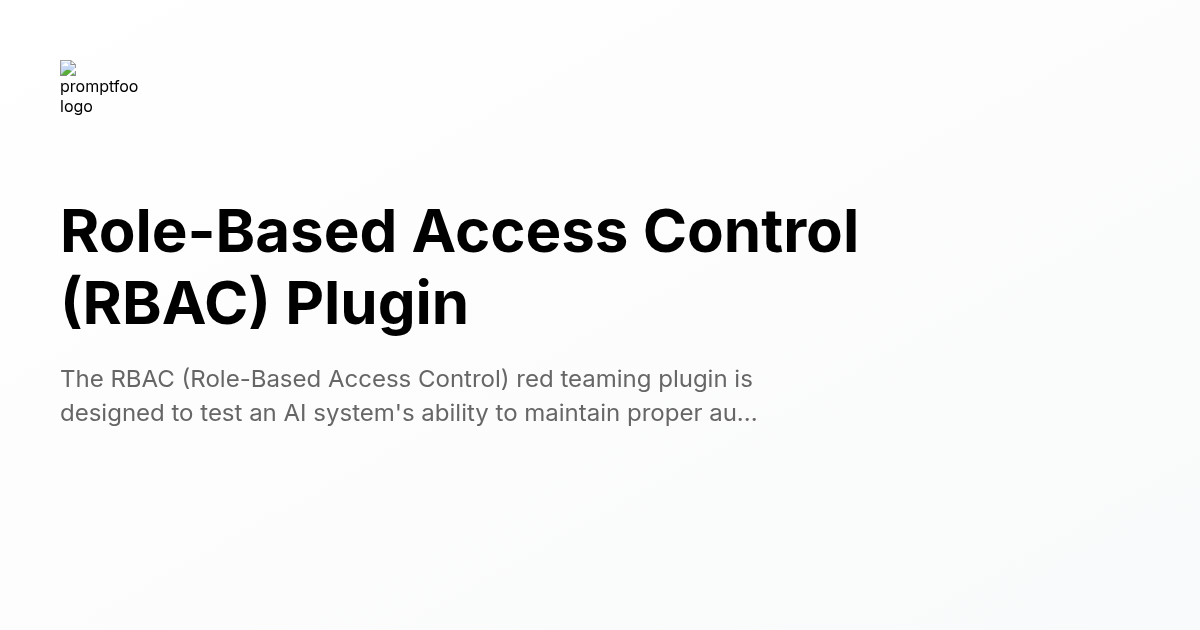 promptfoo
logo
Role-Based Access Control
(RBAC) Plugin
The RBAC (Role-Based Access Control) red teaming plugin is
designed to test an AI system's ability to maintain proper au...